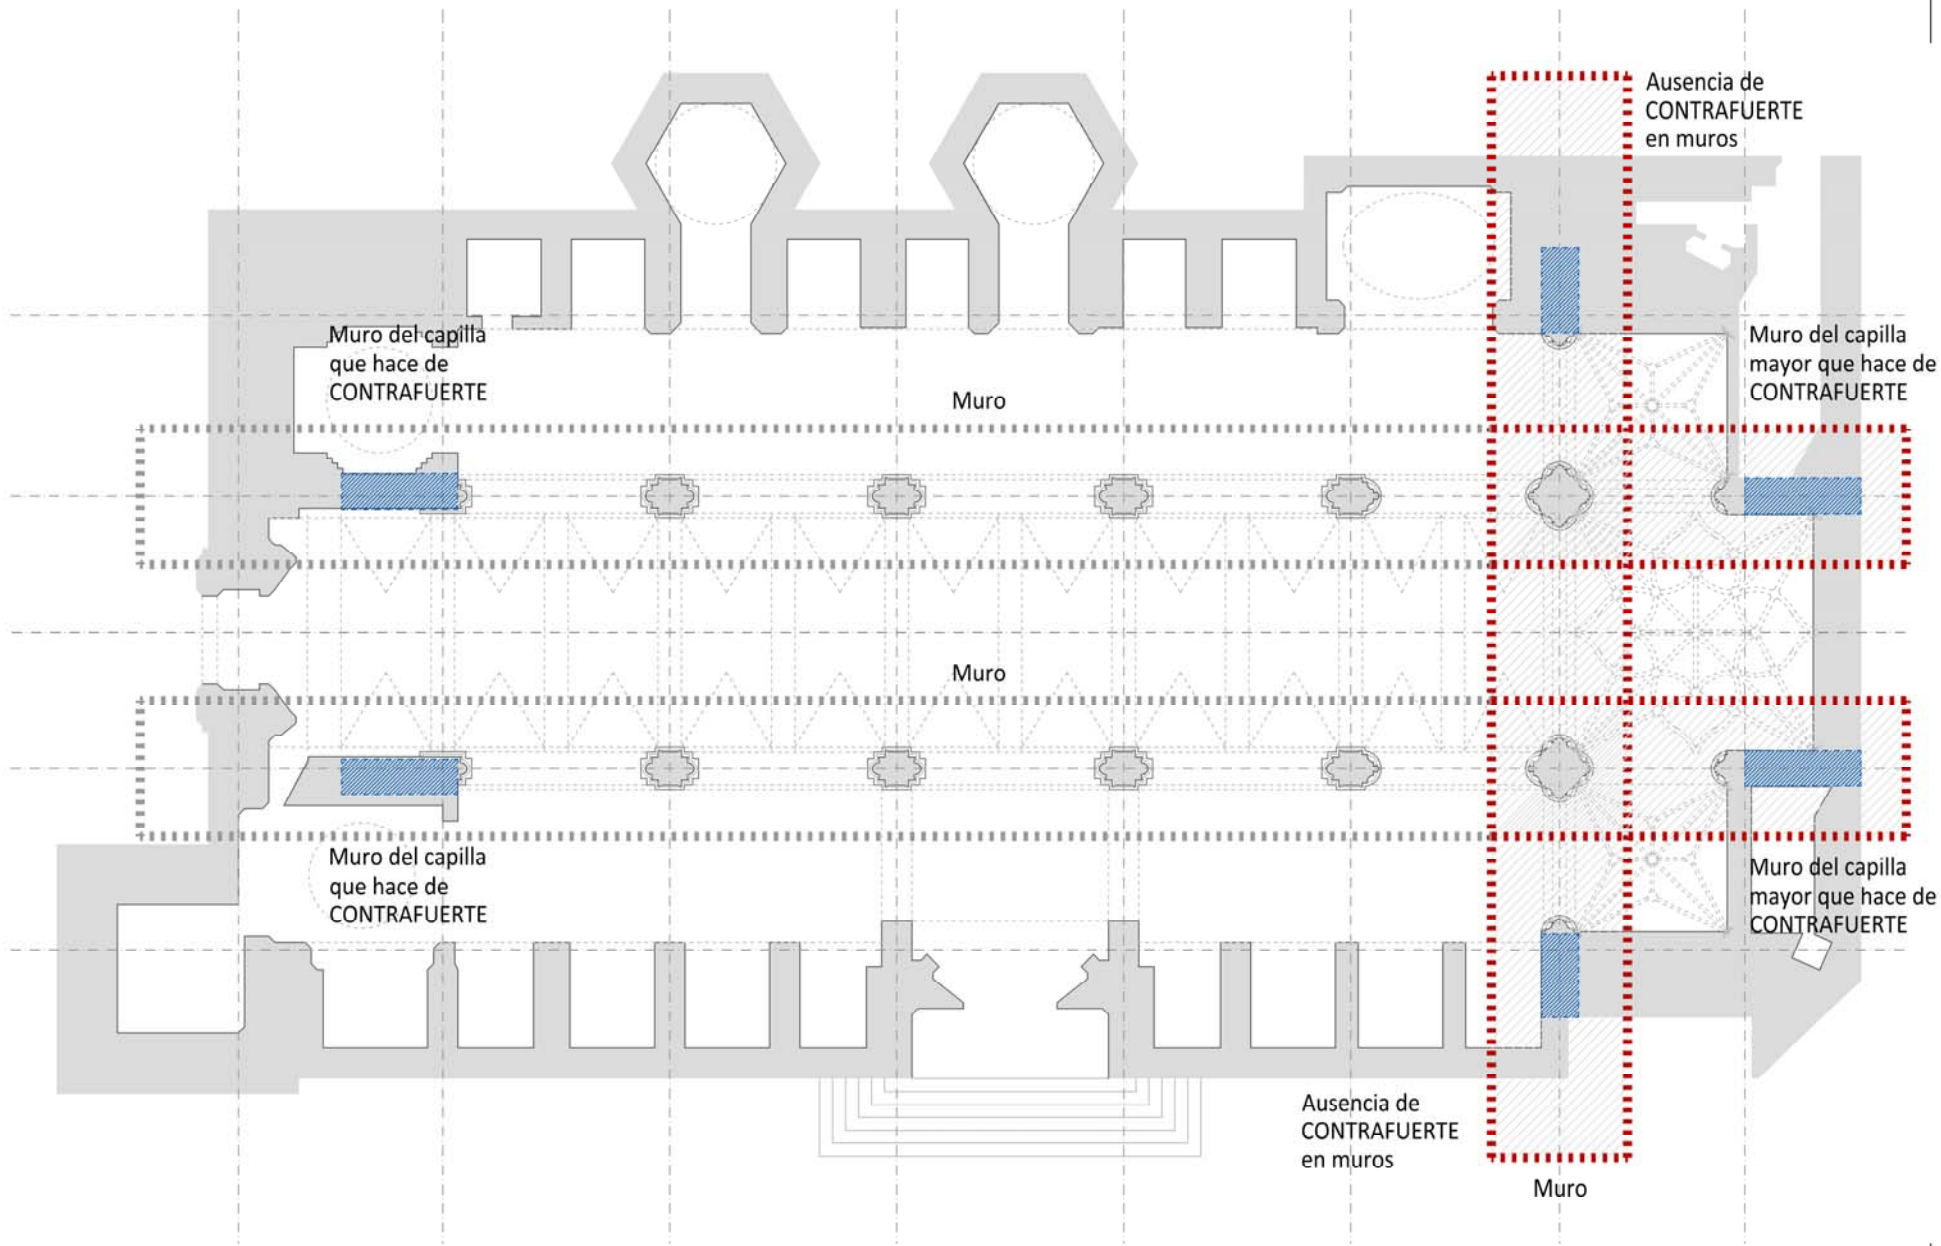 Ausencia de
CONTRAFUERTE
en muros
Muro del capilla
que hace de
CONTRAFUERTE
Muro del capilla
mayor que hace de
CONTRAFUERTE
Muro
Muro
Muro del capilla
que hace de
CONTRAFUERTE
Muro del capilla
mayor que hace de
CONTRAFUERTE
Ausencia de
CONTRAFUERTE
en muros
Muro